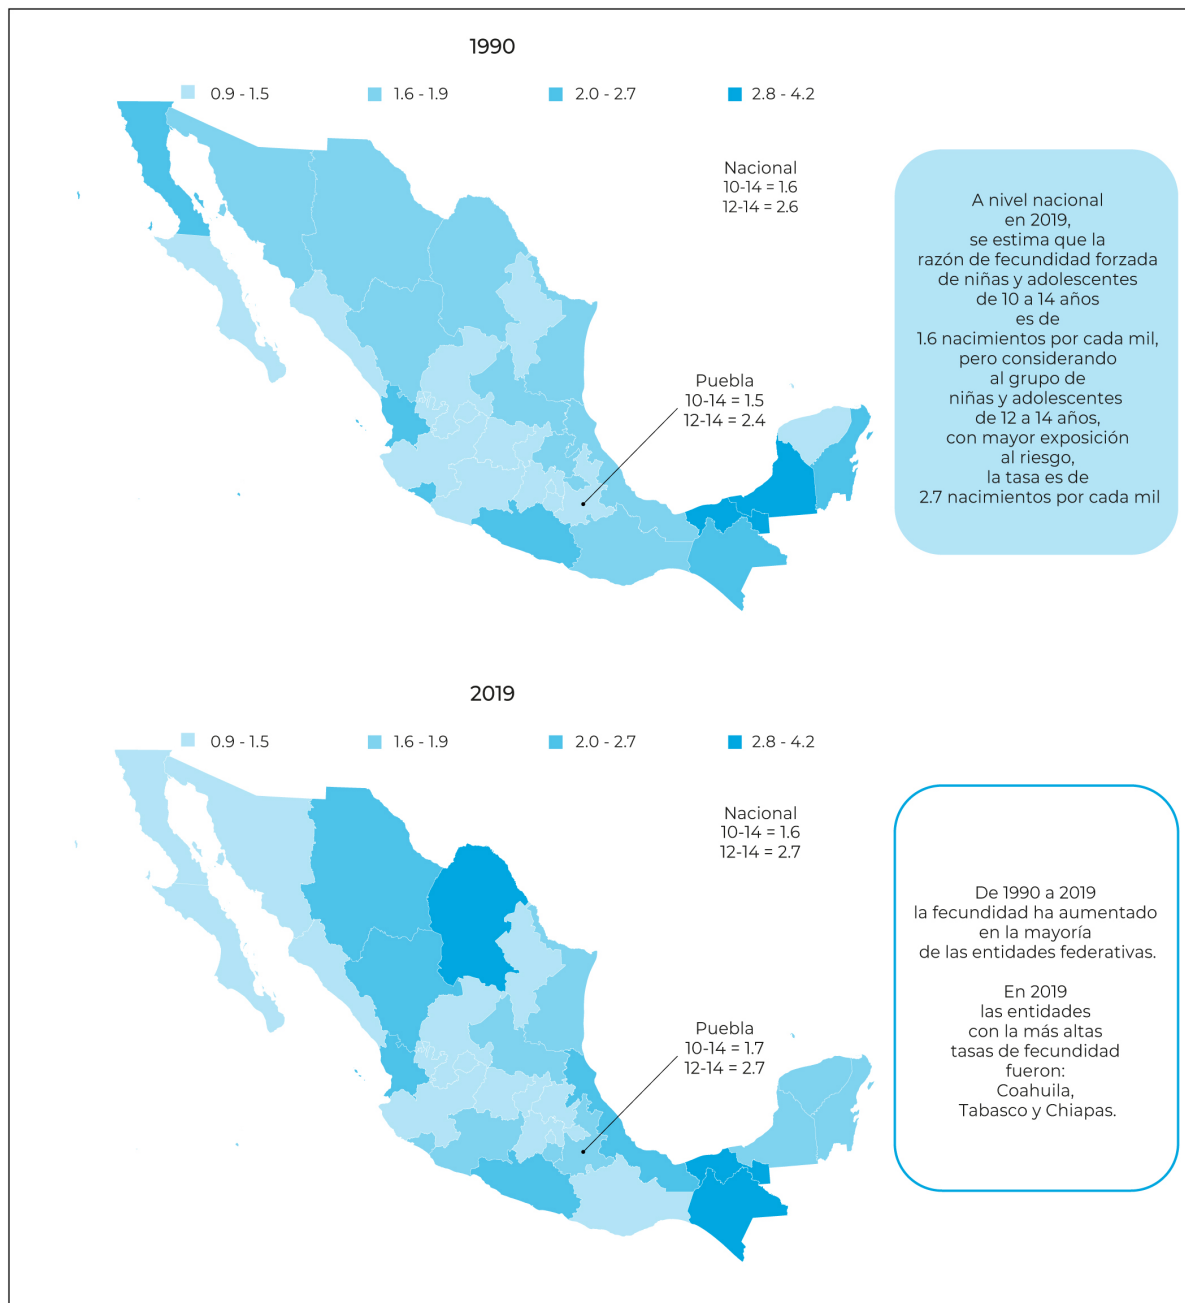 1990
0.9 - 1.5
1.6 - 1.9
2.0 - 2.7
2.8 - 4.2
Nacional
10-14 = 1.6
12-14 = 2.6
Puebla
10-14 = 1.5
12-14 = 2.4
A nivel nacional
en 2019,
se estima que la
razón de fecundidad forzada
de niñas y adolescentes
de 10 a 14 años
es de
1.6 nacimientos por cada mil,
pero considerando
al grupo de
niñas y adolescentes
de 12 a 14 años,
con mayor exposición
al riesgo,
la tasa es de
2.7 nacimientos por cada mil
2019
0.9 - 1.5
1.6 - 1.9
2.0 - 2.7
2.8 - 4.2
Nacional
10-14 = 1.6
12-14 = 2.7
Puebla
10-14 = 1.7
12-14 = 2.7
De 1990 a 2019
la fecundidad ha aumentado
en la mayoría
de las entidades federativas.
En 2019
las entidades
con la más altas
tasas de fecundidad
fueron:
Coahuila,
Tabasco y Chiapas.